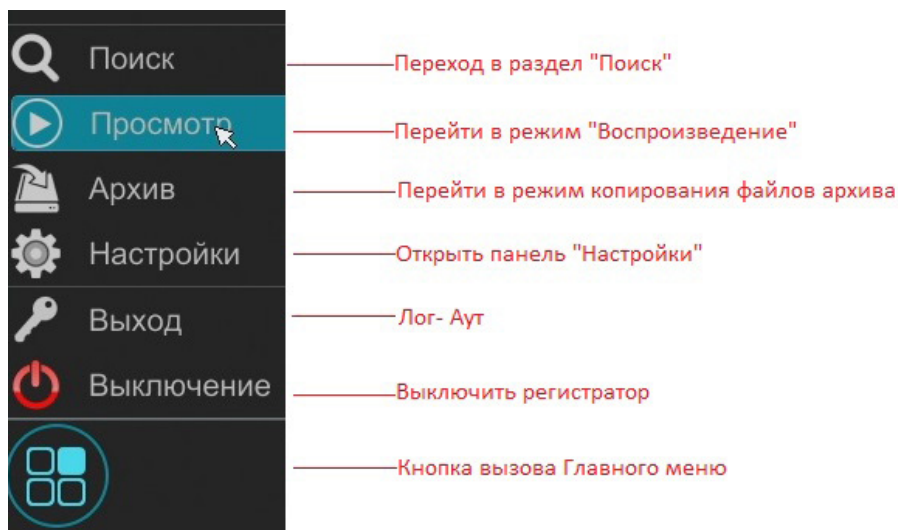 Поиск Переход в раздел "Поиск"
Просмотр Перейти в режим "Воспроизведение"
Архив Перейти в режим копирования файлов архива
Настройки Открыть панель "Настройки"
Выход Лог- Аут
Выключение Выключить регистратор
Кнопка вызова Главного меню